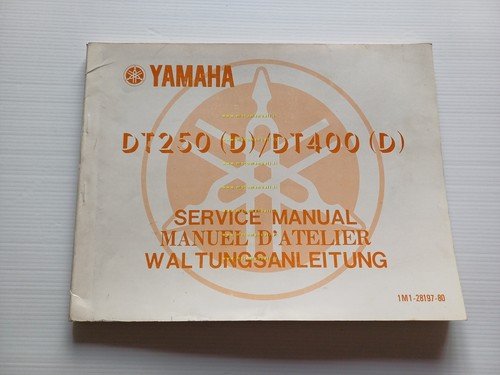 YAMAHA
DT250 (D)/DT400 (D)
SERVICE MANUAL
MANUEL D'ATELIER
WALTUNGSANLEITUNG
1M1-28197-80